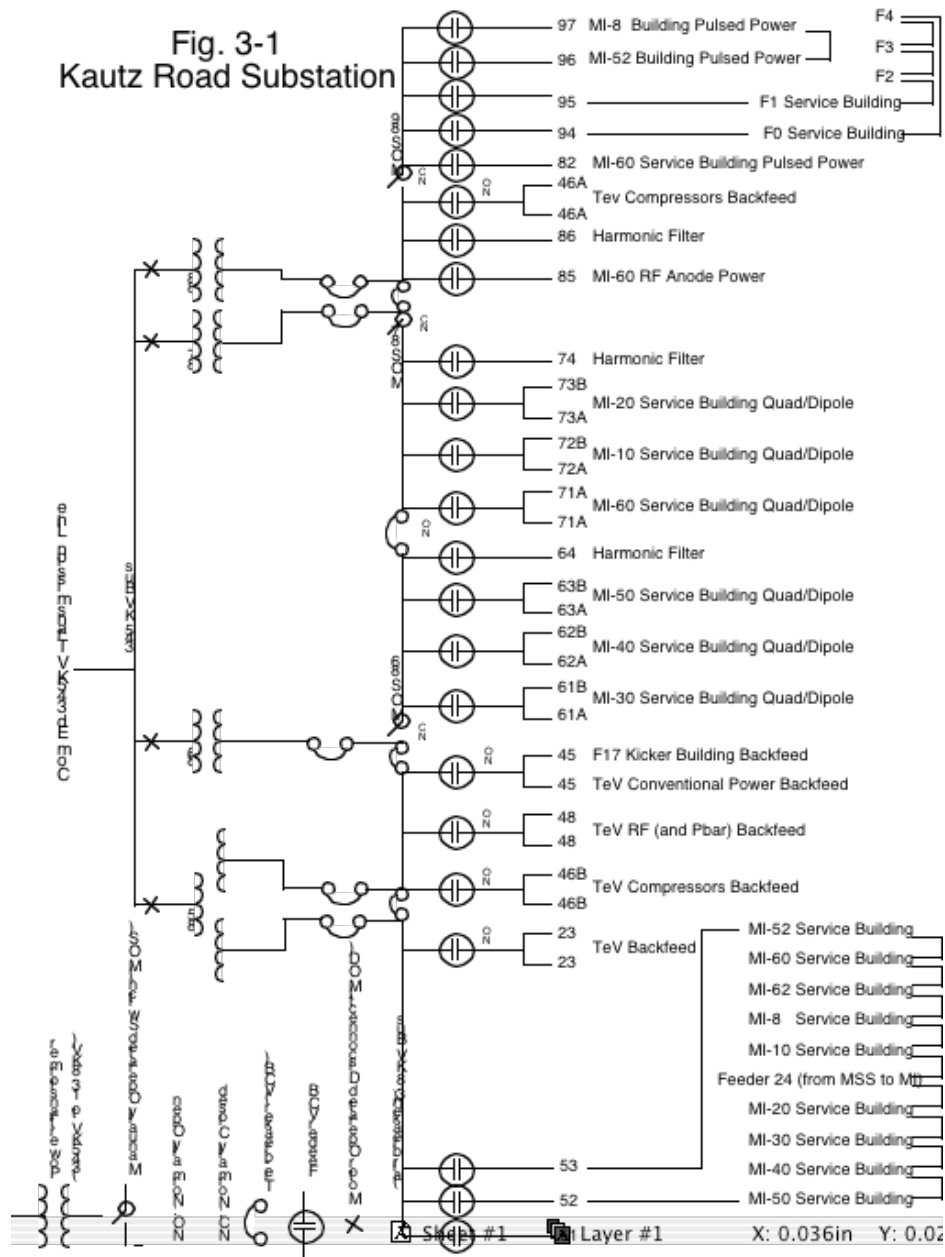 Fig. 3-1
Kautz Road Substation
97 MI-8 Building Pulsed Power
96 MI-52 Building Pulsed Power
95 F1 Service Building
94 F0 Service Building
F4
F3
F2
82 MI-60 Service Building Pulsed Power
46A
Tev Compressors Backfeed
46A
86 Harmonic Filter
85 MI-60 RF Anode Power
74 Harmonic Filter
73B
MI-20 Service Building Quad/Dipole
73A
72B
MI-10 Service Building Quad/Dipole
72A
71A
MI-60 Service Building Quad/Dipole
71A
64 Harmonic Filter
63B
MI-50 Service Building Quad/Dipole
63A
62B
MI-40 Service Building Quad/Dipole
62A
61B
MI-30 Service Building Quad/Dipole
61A
45 F17 Kicker Building Backfeed
45 TeV Conventional Power Backfeed
48
TeV RF (and Pbar) Backfeed
48
46B
TeV Compressors Backfeed
46B
23
TeV Backfeed
23
MI-52 Service Building
MI-60 Service Building
MI-62 Service Building
MI-8 Service Building
MI-10 Service Building
Feeder 24 (from MSS to MI)
MI-20 Service Building
MI-30 Service Building
MI-40 Service Building
MI-50 Service Building
53
52
NO
NO
NO
NO
NO
NO
Sheet #1
Layer #1
X: 0.036in Y: 0.02